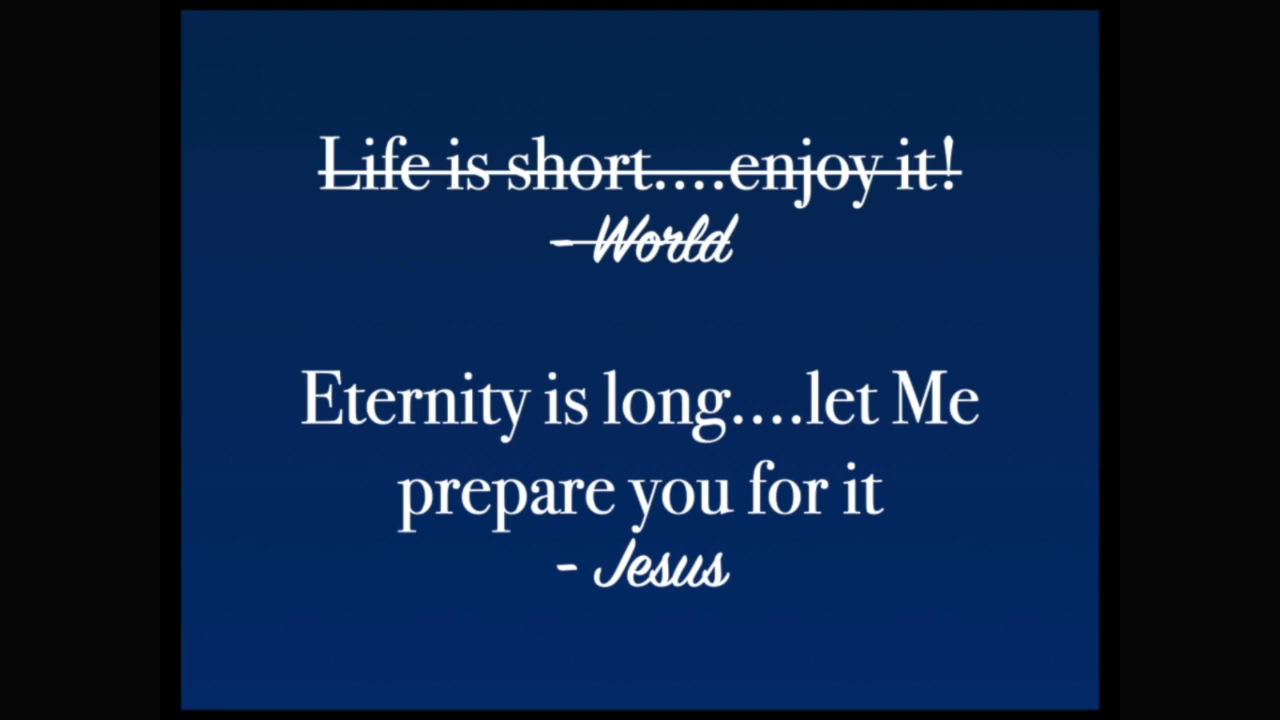 Life is short....enjoy it!
- World
Eternity is long....let Me
prepare you for it
- Jesus